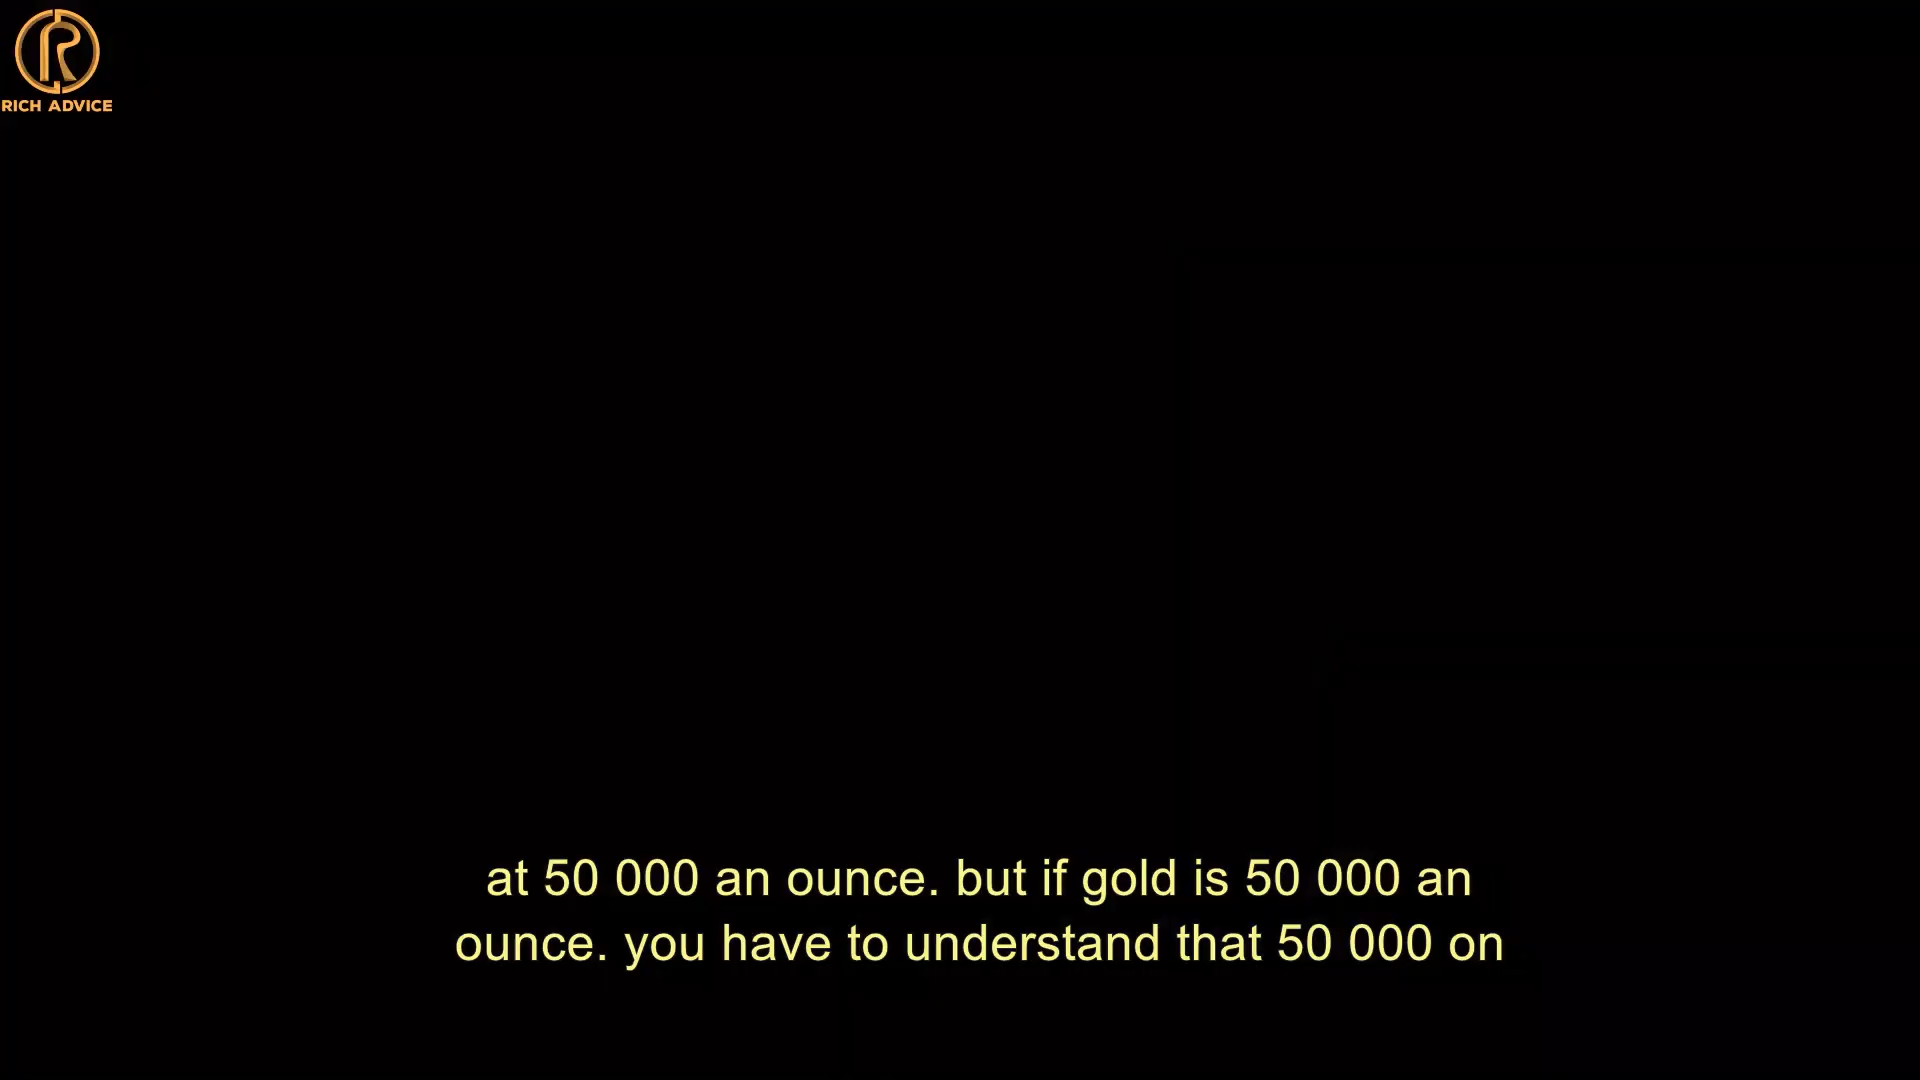 RICH ADVICE
at 50 000 an ounce. but if gold is 50 000 an
ounce. you have to understand that 50 000 on